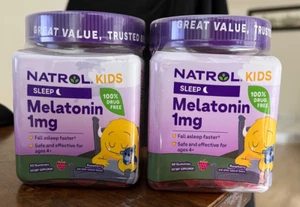 GREAT VALUE, TRUSTED
NATROL KIDS
SLEEP
Melatonin
1mg
100%
DRUG
FREE
Fall asleep faster
Safe and effective for
ages 4+
GREAT VALUE, TRUSTED
NATROL KIDS
SLEEP
Melatonin
1mg
100%
DRUG
FREE
Fall asleep faster
Safe and effective for
ages 4+